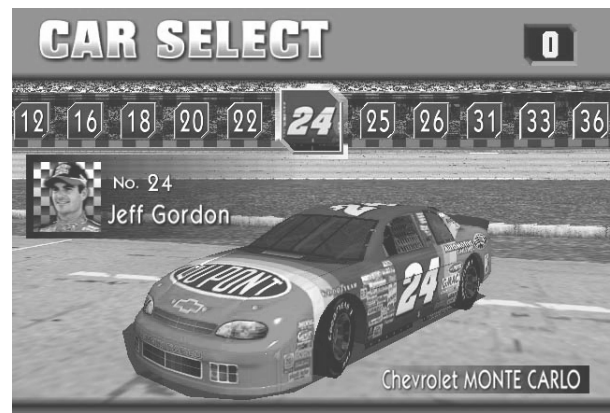 CAR SELECT
0
12 16 18 20 22 24 25 26 31 33 36
No. 24
Jeff Gordon
DUPONT
24
Chevrolet MONTE CARLO